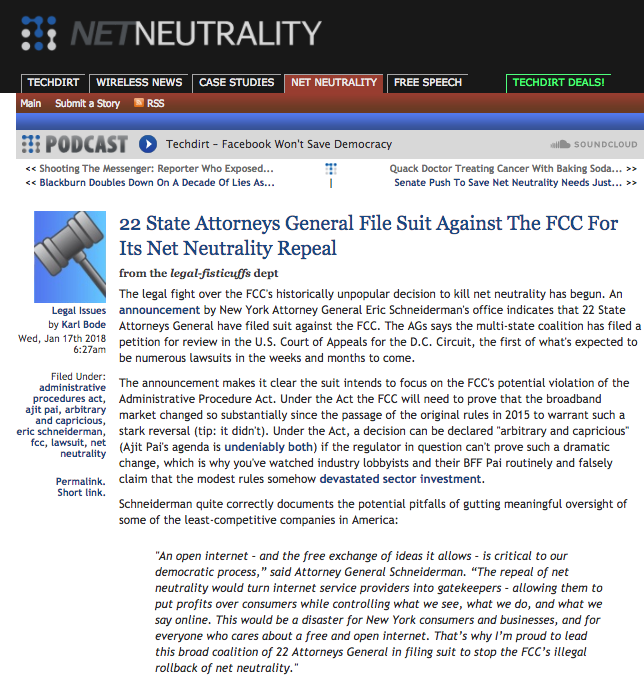 NETNEUTRALITY
TECHDIRT
WIRELESS NEWS
CASE STUDIES
NET NEUTRALITY
FREE SPEECH
TECHDIRT DEALS!
Main Submit a Story RSS
PODCAST Techdirt - Facebook Won't Save Democracy SOUNDCLOUD
<< Shooting The Messenger: Reporter Who Exposed...
Quack Doctor Treating Cancer With Baking Soda... >>
<< Blackburn Doubles Down On A Decade Of Lies As...
|
Senate Push To Save Net Neutrality Needs Just... >>
22 State Attorneys General File Suit Against The FCC For
Its Net Neutrality Repeal
from the legal-fisticuffs dept
Legal Issues
by Karl Bode
Wed, Jan 17th 2018
6:27am
Filed Under:
administrative
procedures act,
ajit pai, arbitrary
and capricious,
eric schneiderman,
fcc, lawsuit, net
neutrality
Permalink.
Short link.
The legal fight over the FCC's historically unpopular decision to kill net neutrality has begun. An
announcement by New York Attorney General Eric Schneiderman's office indicates that 22 State
Attorneys General have filed suit against the FCC. The AGs says the multi-state coalition has filed a
petition for review in the U.S. Court of Appeals for the D.C. Circuit, the first of what's expected to
be numerous lawsuits in the weeks and months to come.
The announcement makes it clear the suit intends to focus on the FCC's potential violation of the
Administrative Procedure Act. Under the Act the FCC will need to prove that the broadband
market changed so substantially since the passage of the original rules in 2015 to warrant such a
stark reversal (tip: it didn't). Under the Act, a decision can be declared "arbitrary and capricious"
(Ajit Pai's agenda is undeniably both) if the regulator in question can't prove such a dramatic
change, which is why you've watched industry lobbyists and their BFF Pai routinely and falsely
claim that the modest rules somehow devastated sector investment.
Schneiderman quite correctly documents the potential pitfalls of gutting meaningful oversight of
some of the least-competitive companies in America:
"An open internet – and the free exchange of ideas it allows – is critical to our
democratic process,” said Attorney General Schneiderman. “The repeal of net
neutrality would turn internet service providers into gatekeepers – allowing them to
put profits over consumers while controlling what we see, what we do, and what we
say online. This would be a disaster for New York consumers and businesses, and for
everyone who cares about a free and open internet. That’s why I’m proud to lead
this broad coalition of 22 Attorneys General in filing suit to stop the FCC’s illegal
rollback of net neutrality."